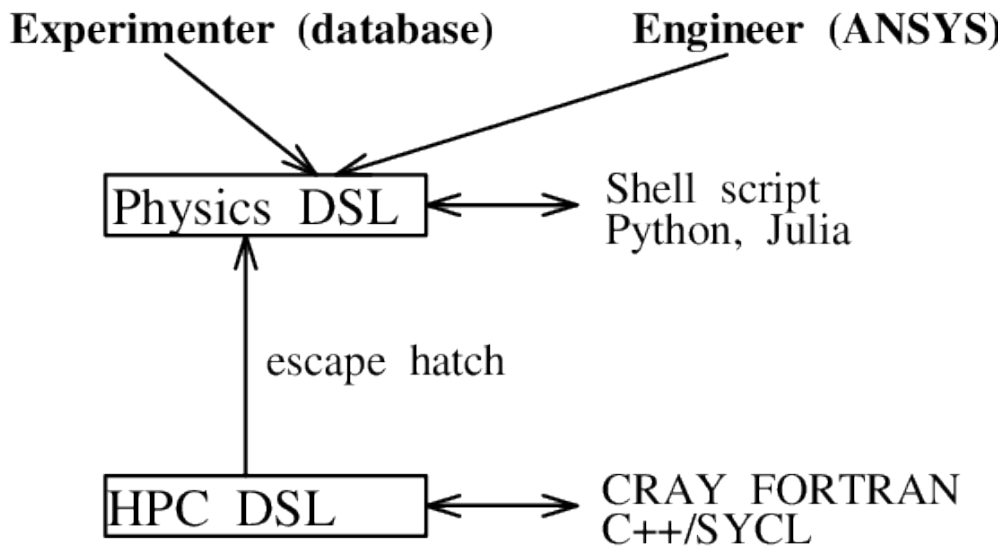 Experimenter (database)
Engineer (ANSYS)
Physics DSL
Shell script
Python, Julia
escape hatch
HPC DSL
CRAY FORTRAN
C++/SYCL